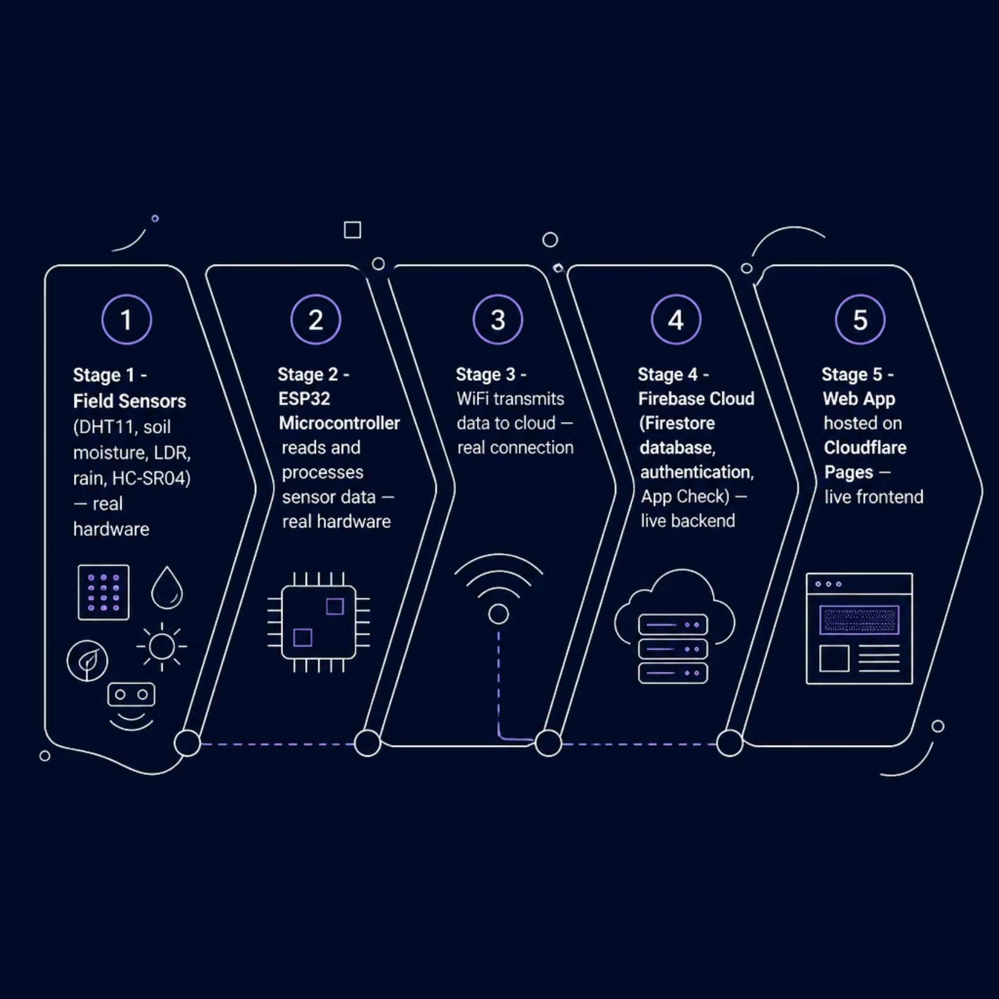 1
Stage 1 -
Field Sensors
(DHT11, soil
moisture, LDR,
rain, HC-SR04)
— real
hardware
2
Stage 2 -
ESP32
Microcontroller
reads and
processes
sensor data —
real hardware
3
Stage 3 -
WiFi transmits
data to cloud —
real connection
4
Stage 4 -
Firebase Cloud
(Firestore
database,
authentication,
App Check) —
live backend
5
Stage 5 -
Web App
hosted on
Cloudflare
Pages —
live frontend